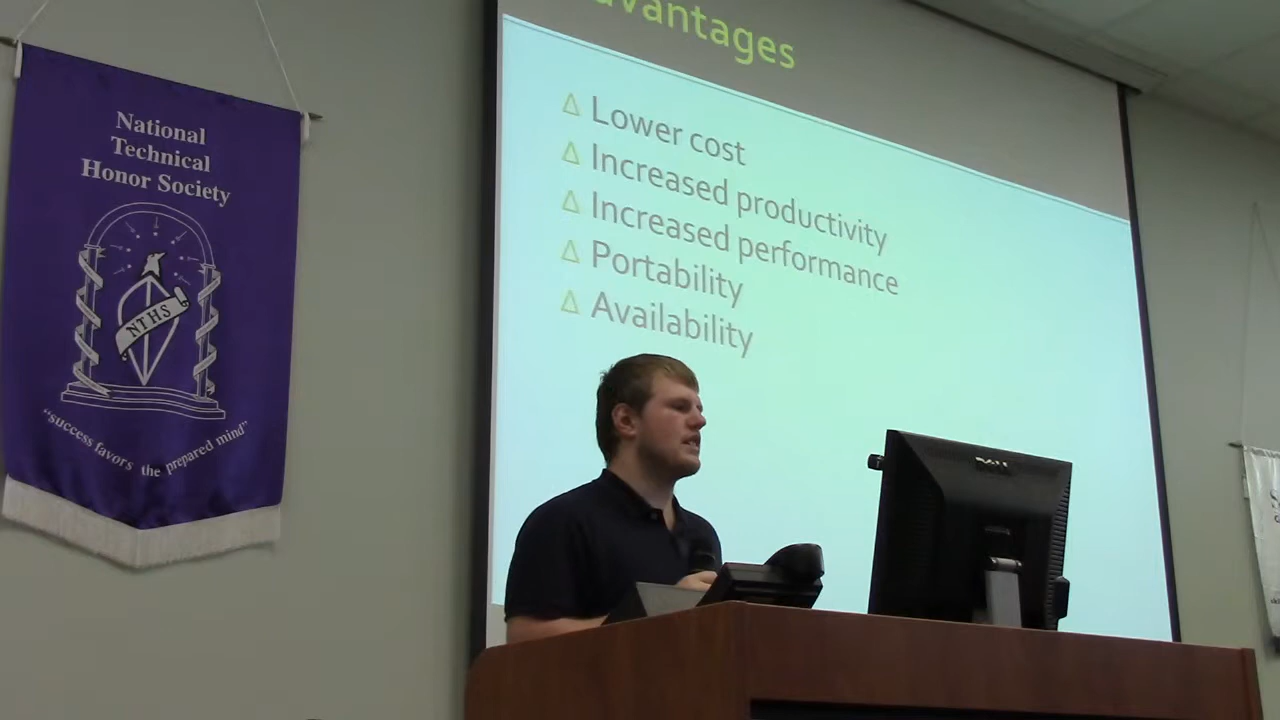 National
Technical
Honor Society
NTHS
"success favors the prepared mind"
vantages
Lower cost
Increased productivity
Increased performance
Portability
Availability
DELL